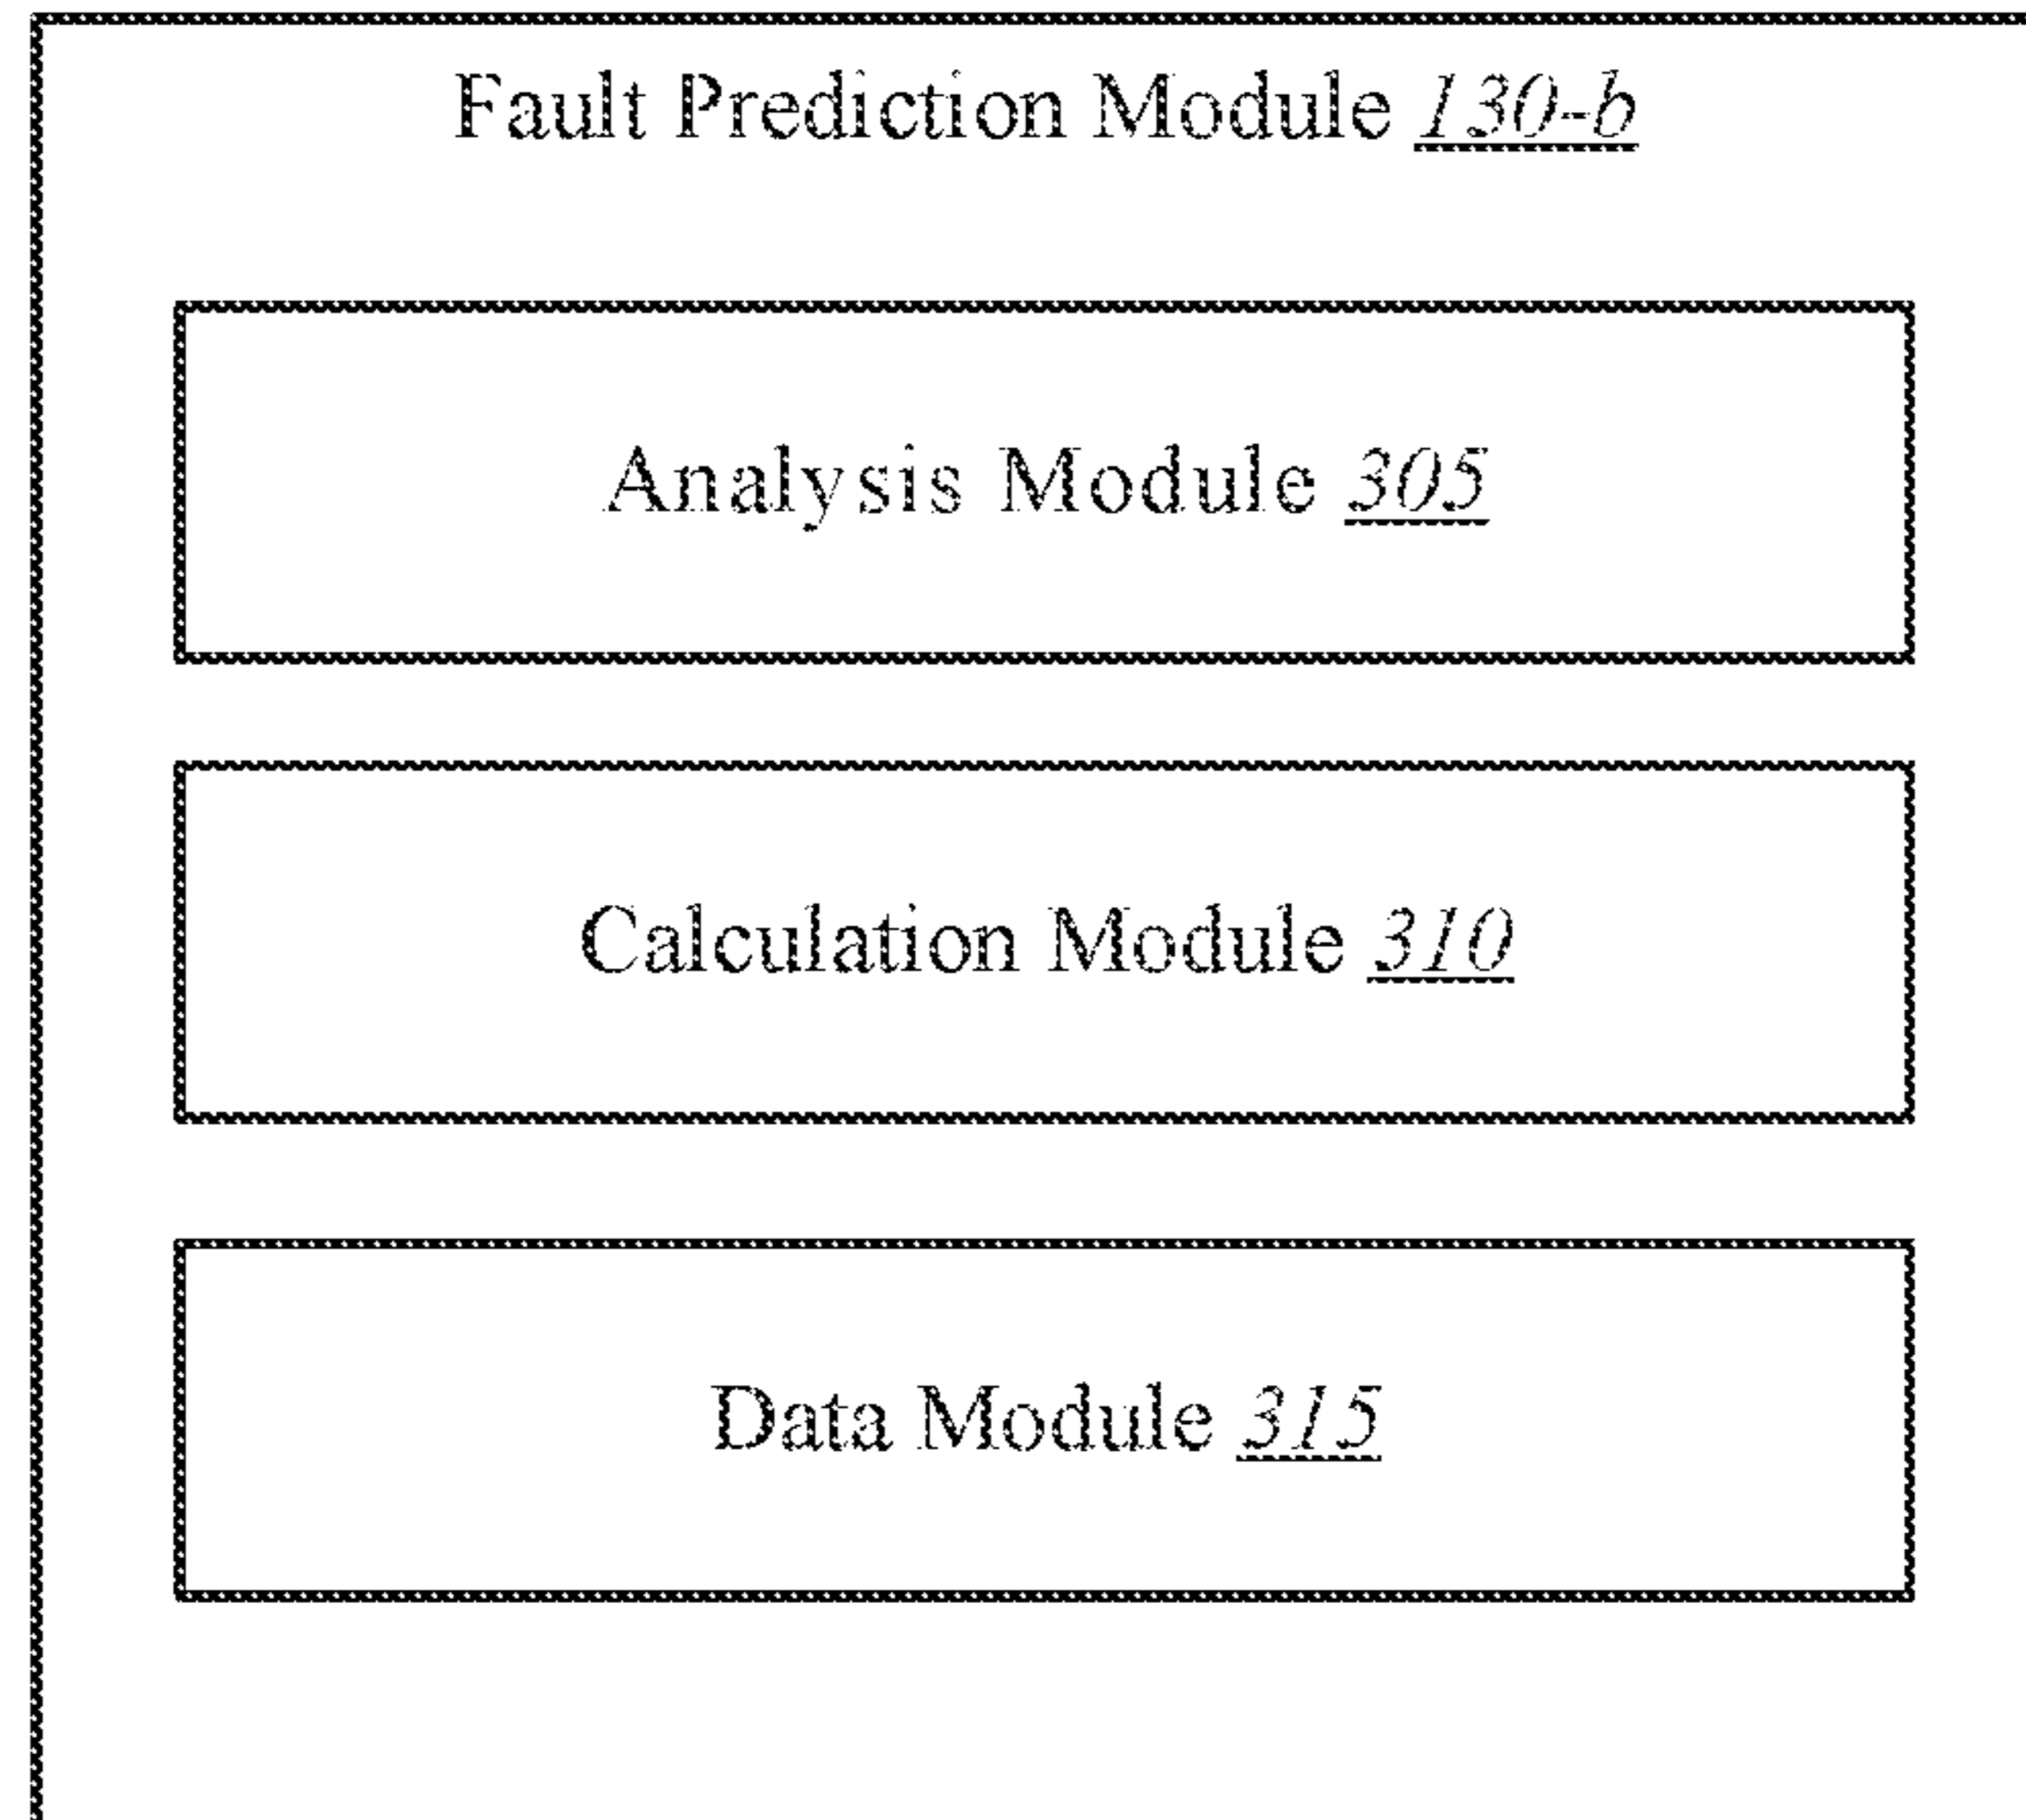 Fault Prediction Module 130-b
Analysis Module 305
Calculation Module 310
Data Module 315